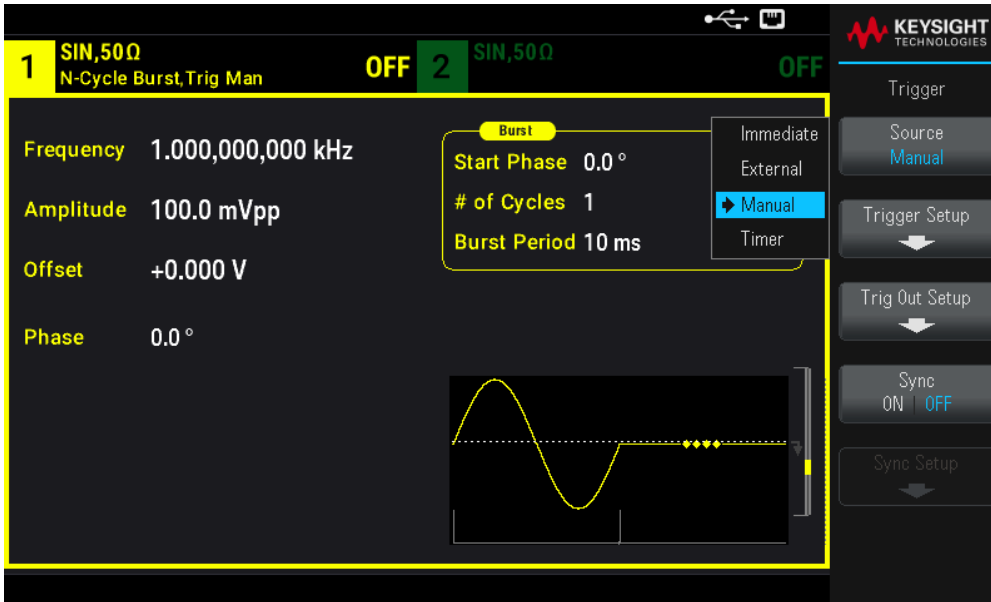 KEYSIGHT
TECHNOLOGIES
1 SIN,50Ω
N-Cycle Burst,Trig Man OFF
2 SIN,50Ω OFF
Trigger
Frequency 1.000,000,000 kHz
Amplitude 100.0 mVpp
Offset +0.000 V
Phase 0.0 °
Burst
Start Phase 0.0 °
# of Cycles 1
Burst Period 10 ms
Immediate
External
Manual
Timer
Source
Manual
Trigger Setup
Trig Out Setup
Sync
ON | OFF
Sync Setup